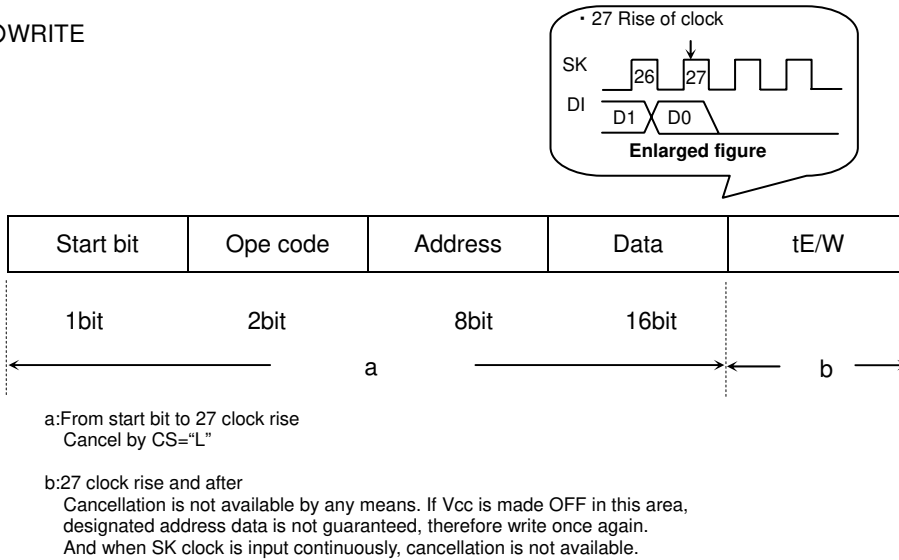 WRITE
・27 Rise of clock
SK
26 27
DI
D1 D0
Enlarged figure
Start bit Ope code Address Data tE/W
1bit 2bit 8bit 16bit
a b
a:From start bit to 27 clock rise
Cancel by CS=“L”
b:27 clock rise and after
Cancellation is not available by any means. If Vcc is made OFF in this area,
designated address data is not guaranteed, therefore write once again.
And when SK clock is input continuously, cancellation is not available.